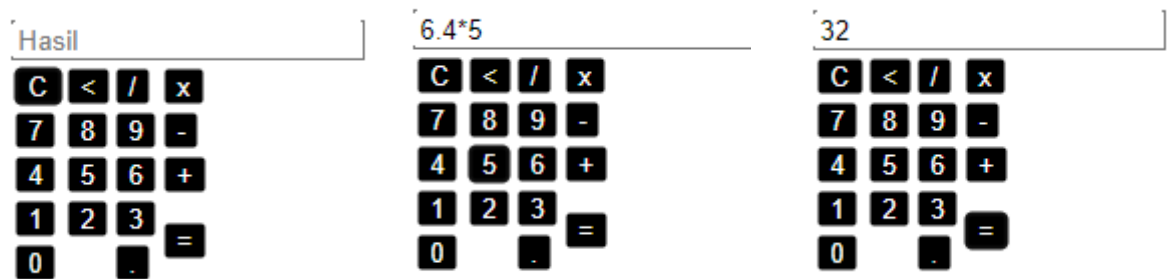 Hasil
C < / x
7 8 9 -
4 5 6 +
1 2 3
=
0 .
6.4*5
C < / x
7 8 9 -
4 5 6 +
1 2 3
=
0 .
32
C < / x
7 8 9 -
4 5 6 +
1 2 3
=
0 .